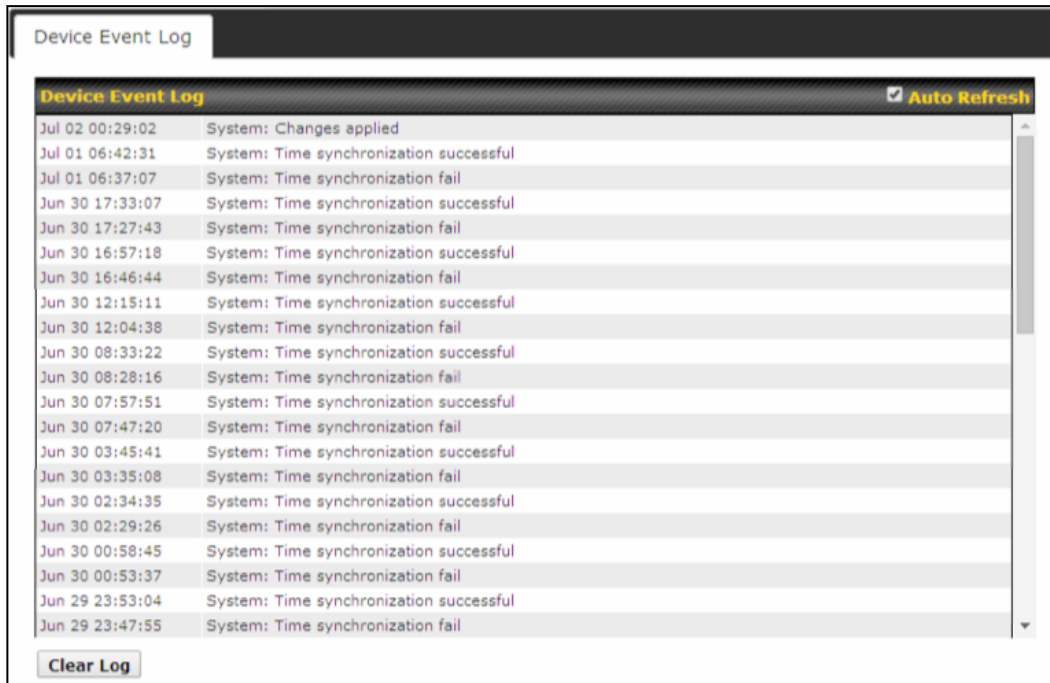 Device Event Log
Device Event Log Auto Refresh
Jul 02 00:29:02 System: Changes applied
Jul 01 06:42:31 System: Time synchronization successful
Jul 01 06:37:07 System: Time synchronization fail
Jun 30 17:33:07 System: Time synchronization successful
Jun 30 17:27:43 System: Time synchronization fail
Jun 30 16:57:18 System: Time synchronization successful
Jun 30 16:46:44 System: Time synchronization fail
Jun 30 12:15:11 System: Time synchronization successful
Jun 30 12:04:38 System: Time synchronization fail
Jun 30 08:33:22 System: Time synchronization successful
Jun 30 08:28:16 System: Time synchronization fail
Jun 30 07:57:51 System: Time synchronization successful
Jun 30 07:47:20 System: Time synchronization fail
Jun 30 03:45:41 System: Time synchronization successful
Jun 30 03:35:08 System: Time synchronization fail
Jun 30 02:34:35 System: Time synchronization successful
Jun 30 02:29:26 System: Time synchronization fail
Jun 30 00:58:45 System: Time synchronization successful
Jun 30 00:53:37 System: Time synchronization fail
Jun 29 23:53:04 System: Time synchronization successful
Jun 29 23:47:55 System: Time synchronization fail
Clear Log